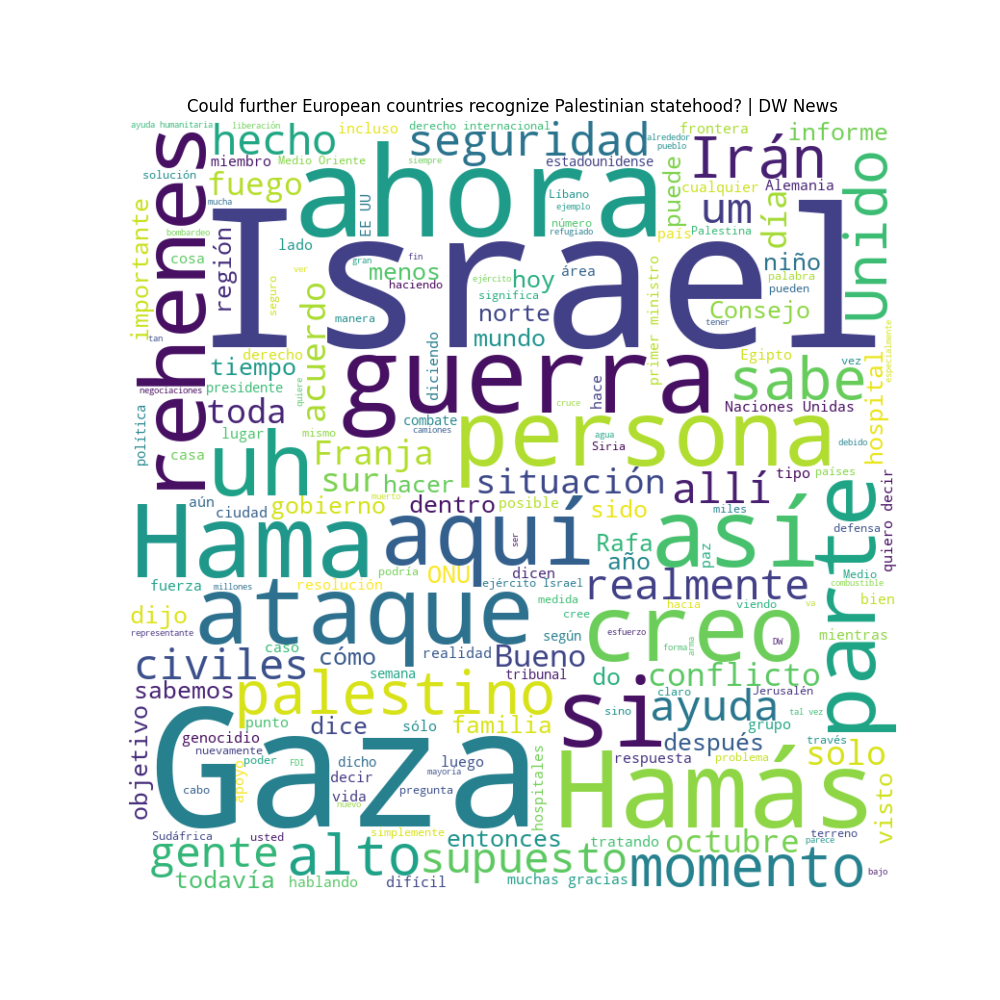 Could further European countries recognize Palestinian statehood? | DW News
ayuda humanitaria
liberación
incluso
derecho internacional
frontera
informe
hecho
seguridad
alrededor
pueblo
Irán
miembro
Medio Oriente
siempre
estadounidense
solución
fuego
ahora
puede
cualquier
Alemania
Unido
rehenes
mucha
EE UU
Líbano
ejemplo
um
día
importante
Israel
número
refugiado
Palestina
bombardeo
región
lado
país
niño
cosa
gran
fin
menos
hoy
área
palabra
ver
haciendo
ejército
pueden
seguro
significa
primer ministro
Consejo
manera
norte
tener
tan
acuerdo
mundo
diciendo
especialmente
tiempo
derecho
guerra
Egipto
sabe
vez
negociaciones
presidente
quiere
hace
hospital
toda
cruce
Naciones Unidas
política
lugar
mismo
combate
camiones
persona
agua
Siria
debido
casa
Franja
sur
hacer
situación
allí
tipo
países
quiero decir
uh
aún
ciudad
gobierno
muerto
dentro
posible
sido
miles
parte
defensa
Hama
aquí
ser
así
Rafa
año
paz
fuerza
millones
resolución
podría
ONU
dicen
ejército Israel
realmente
Medio
combustible
dijo
ataque
medida
cree
hacia
viendo
va
bien
representante
creo
según
esfuerzo
forma
arma
DW
mientras
caso
cómo
realidad
Bueno
civiles
semana
tribunal
do
conflicto
sabemos
palestino
si
claro
Jerusalén
objetivo
punto
dice
sólo
familia
sino
ayuda
tal vez
grupo
genocidio
nuevamente
Gaza
después
través
poder
FDI
dicho
luego
respuesta
problema
solo
apoyo
decir
mayoría
hospitales
Hamás
visto
cabo
vida
pregunta
nuevo
Sudáfrica
usted
simplemente
entonces
tratando
octubre
terreno
parece
gente
alto
supuesto
momento
bajo
todavía
hablando
difícil
muchas gracias